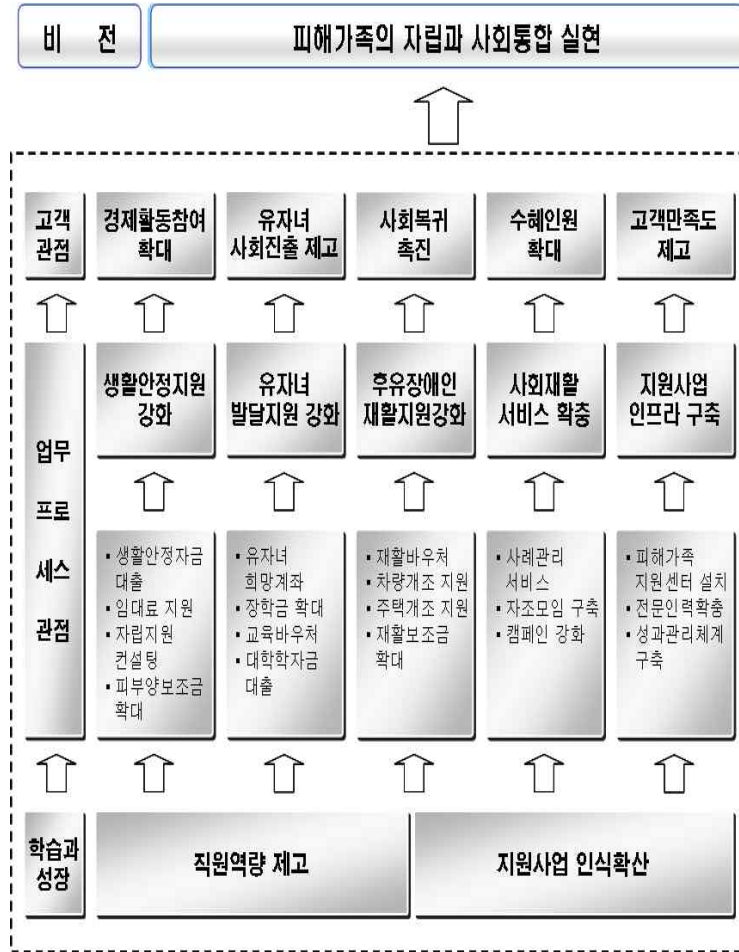 비 전
피해가족의 자립과 사회통합 실현
고객
관점
경제활동참여
확대
유자녀
사회진출 제고
사회복귀
촉진
수혜인원
확대
고객만족도
제고
업무
프로
세스
관점
생활안정지원
강화
유자녀
발달지원 강화
후유장애인
재활지원강화
사회재활
서비스 확충
지원사업
인프라 구축
▪ 생활안정자금
대출
▪ 임대료 지원
▪ 자립지원
컨설팅
▪ 피부양보조금
확대
▪ 유자녀
희망계좌
▪ 장학금 확대
▪ 교육바우처
▪ 대학학자금
대출
▪ 재활바우처
▪ 차량개조 지원
▪ 주택개조 지원
▪ 재활보조금
확대
▪ 사례관리
서비스
▪ 자조모임 구축
▪ 캠페인 강화
▪ 피해가족
지원센터 설치
▪ 전문인력확충
▪ 성과관리체계
구축
학습과
성장
직원역량 제고
지원사업 인식확산